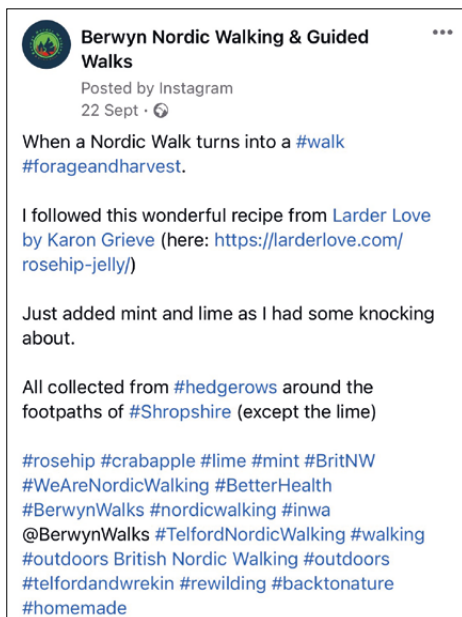 Berwyn Nordic Walking & Guided
Walks
Posted by Instagram
22 Sept ·
When a Nordic Walk turns into a #walk
#forageandharvest.
I followed this wonderful recipe from Larder Love
by Karon Grieve (here: https://larderlove.com/
rosehip-jelly/)
Just added mint and lime as I had some knocking
about.
All collected from #hedgerows around the
footpaths of #Shropshire (except the lime)
#rosehip #crabapple #lime #mint #BritNW
#WeAreNordicWalking #BetterHealth
#BerwynWalks #nordicwalking #inwa
@BerwynWalks #TelfordNordicWalking #walking
#outdoors British Nordic Walking #outdoors
#telfordandwrekin #rewilding #backtonature
#homemade